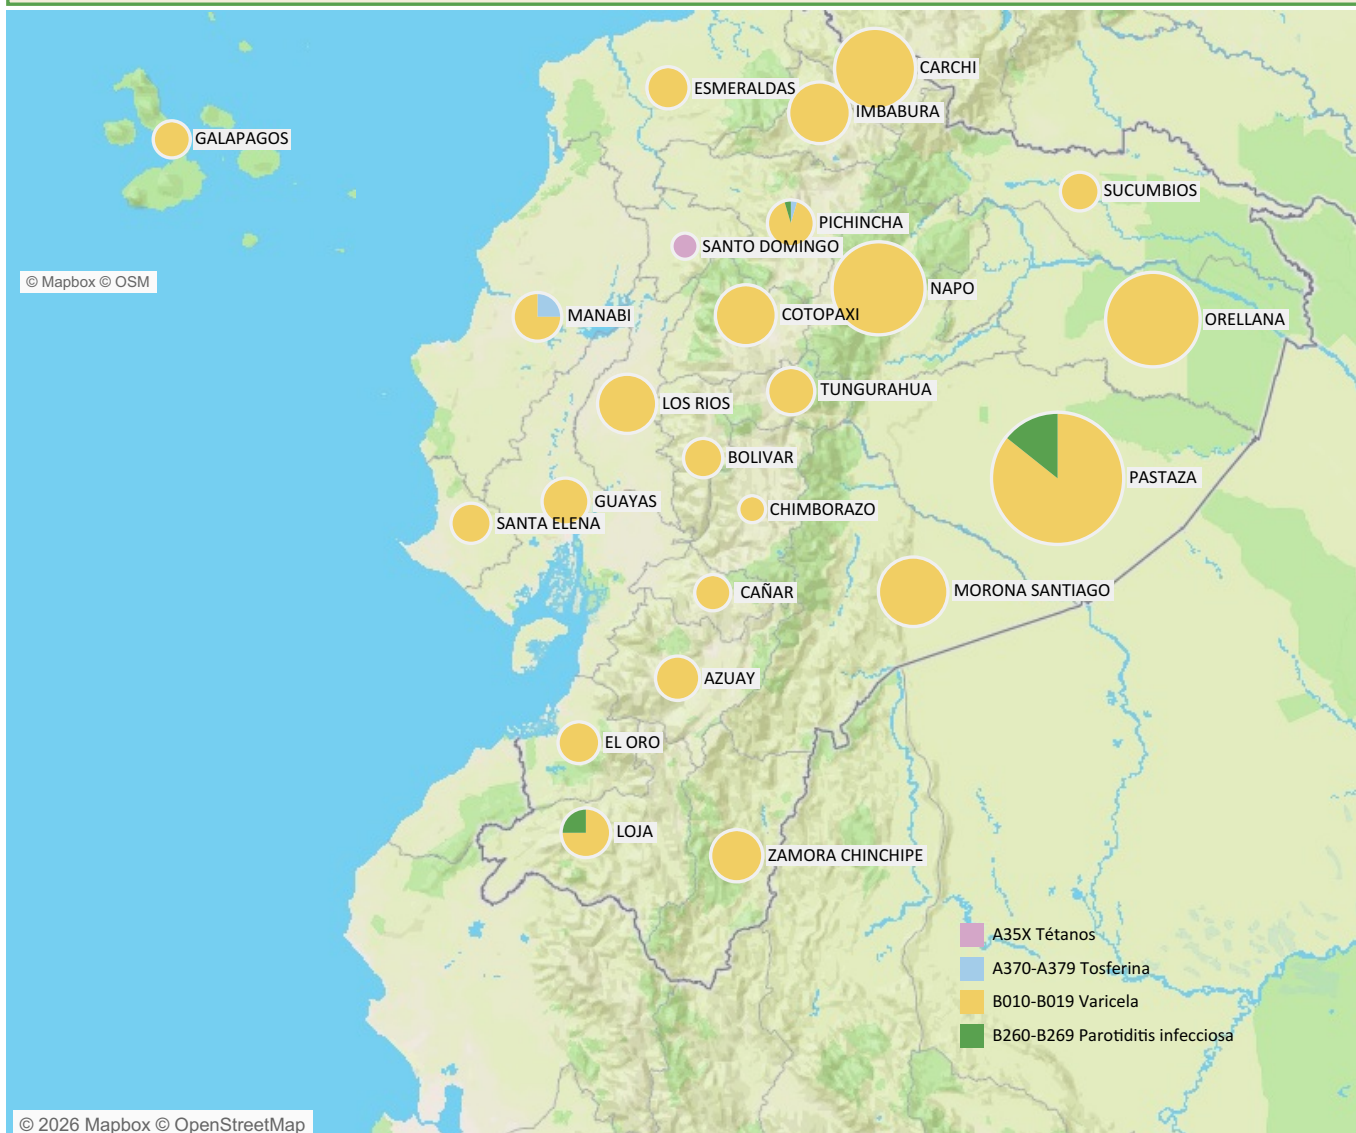 CARCHI
ESMERALDAS
IMBABURA
GALAPAGOS
SUCUMBIOS
PICHINCHA
SANTO DOMINGO
© Mapbox © OSM
NAPO
MANABI
COTOPAXI
ORELLANA
TUNGURAHUA
LOS RIOS
BOLIVAR
PASTAZA
GUAYAS
CHIMBORAZO
SANTA ELENA
CAÑAR
MORONA SANTIAGO
AZUAY
EL ORO
LOJA
ZAMORA CHINCHIPE
A35X Tétanos
A370-A379 Tosferina
B010-B019 Varicela
B260-B269 Parotiditis infecciosa
© 2026 Mapbox © OpenStreetMap